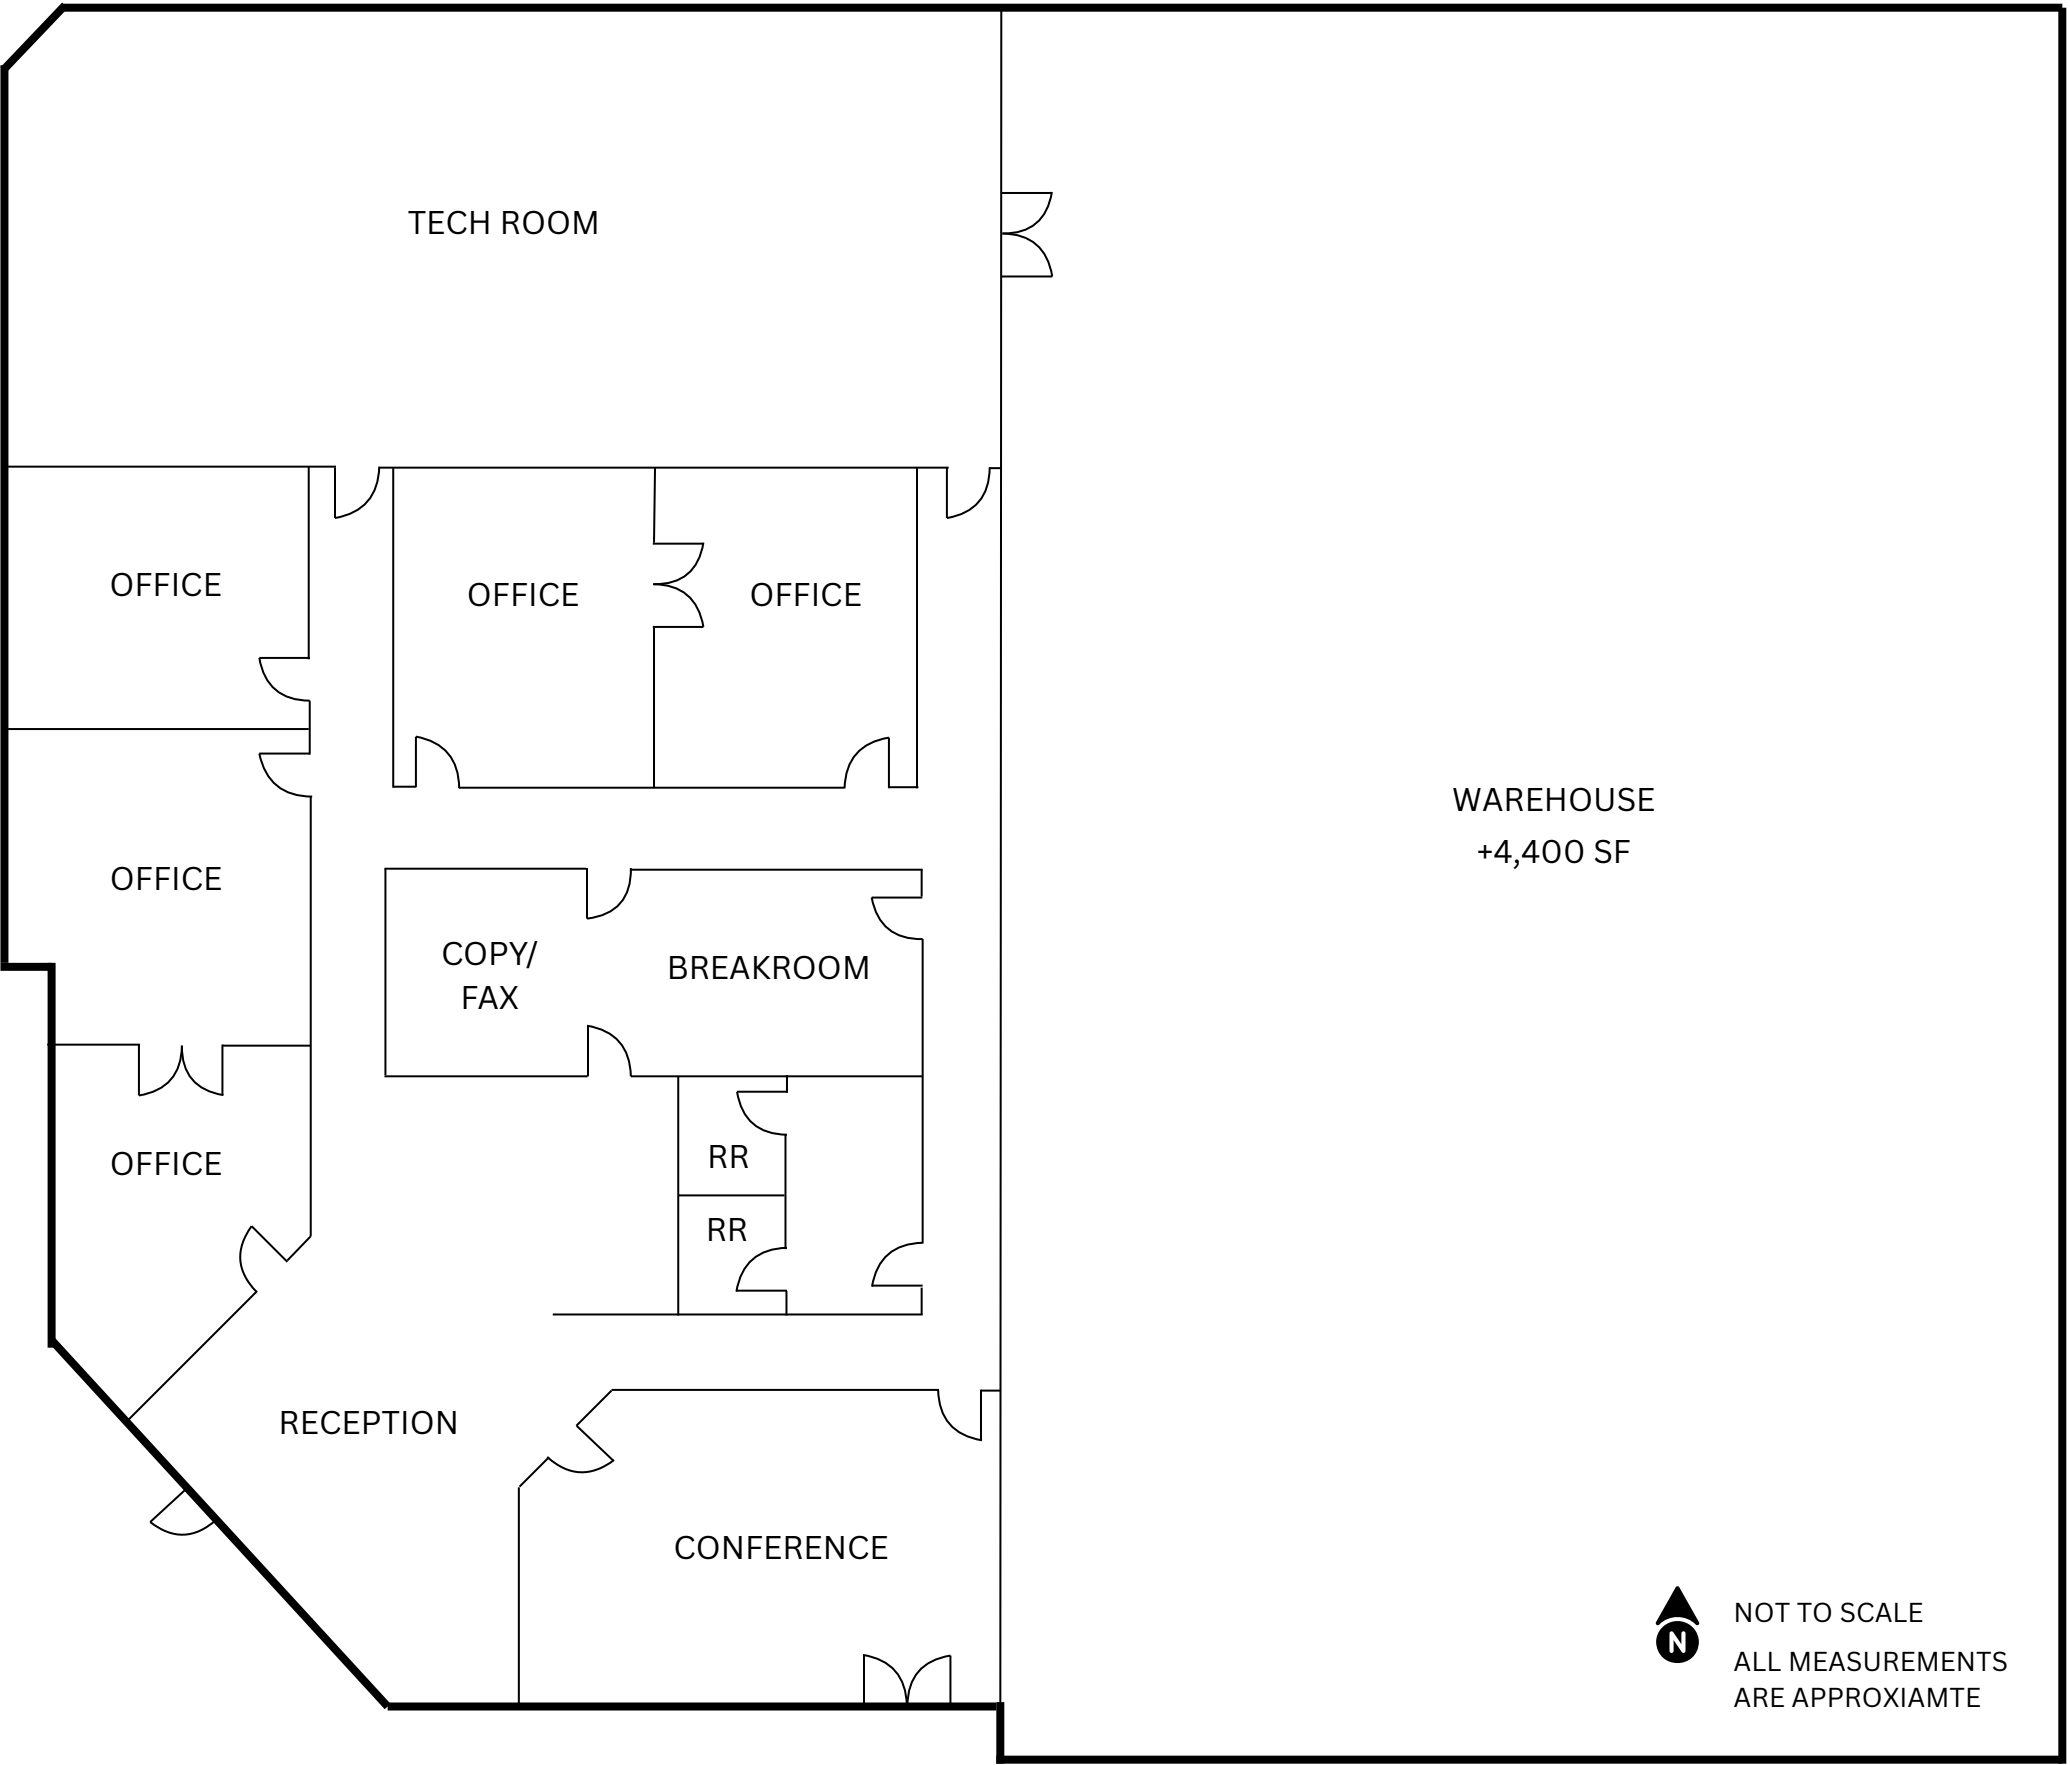 TECH ROOM
OFFICE
OFFICE
OFFICE
WAREHOUSE
+4,400 SF
OFFICE
COPY/
FAX
BREAKROOM
OFFICE
RR
RR
RECEPTION
CONFERENCE
N
NOT TO SCALE
ALL MEASUREMENTS
ARE APPROXIAMTE